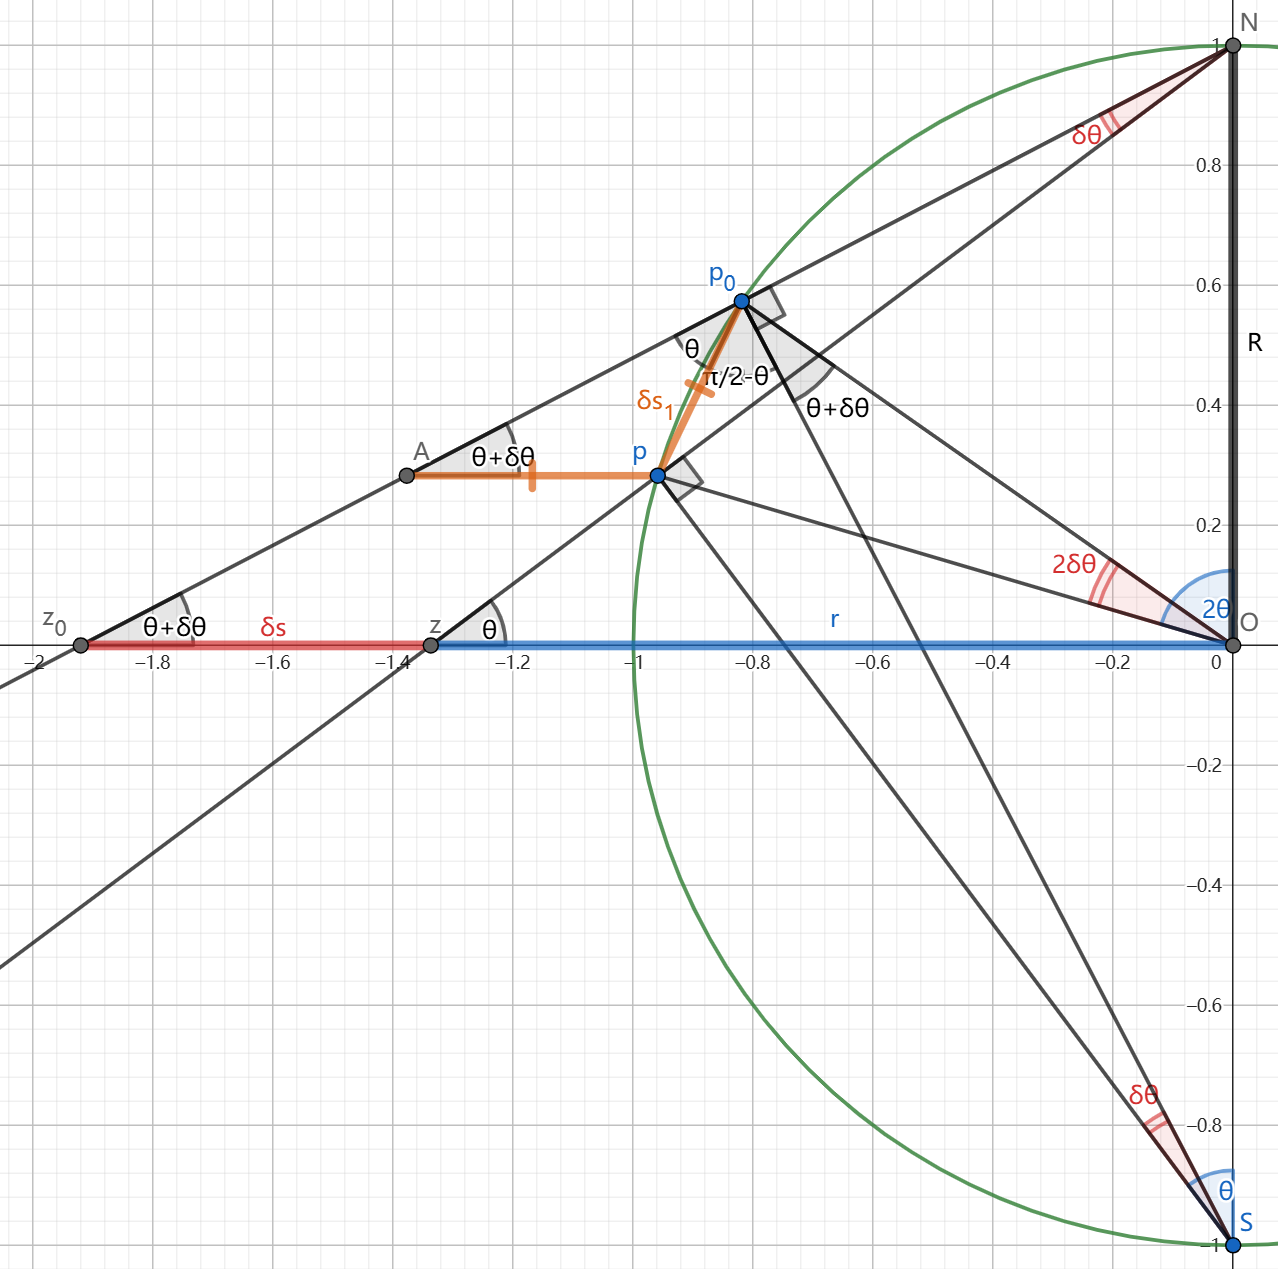 N
1
δθ
0.8
p₀
0.6
R
θ
π/2-θ
δs₁
θ+δθ
0.4
A
θ+δθ
p
0.2
2δθ
2θ
z₀
θ+δθ
δs
z
θ
r
O
–2
–1.8
–1.6
–1.4
–1.2
–1
–0.8
–0.6
–0.4
–0.2
0
–0.2
–0.4
–0.6
–0.8
δθ
θ
S
–1